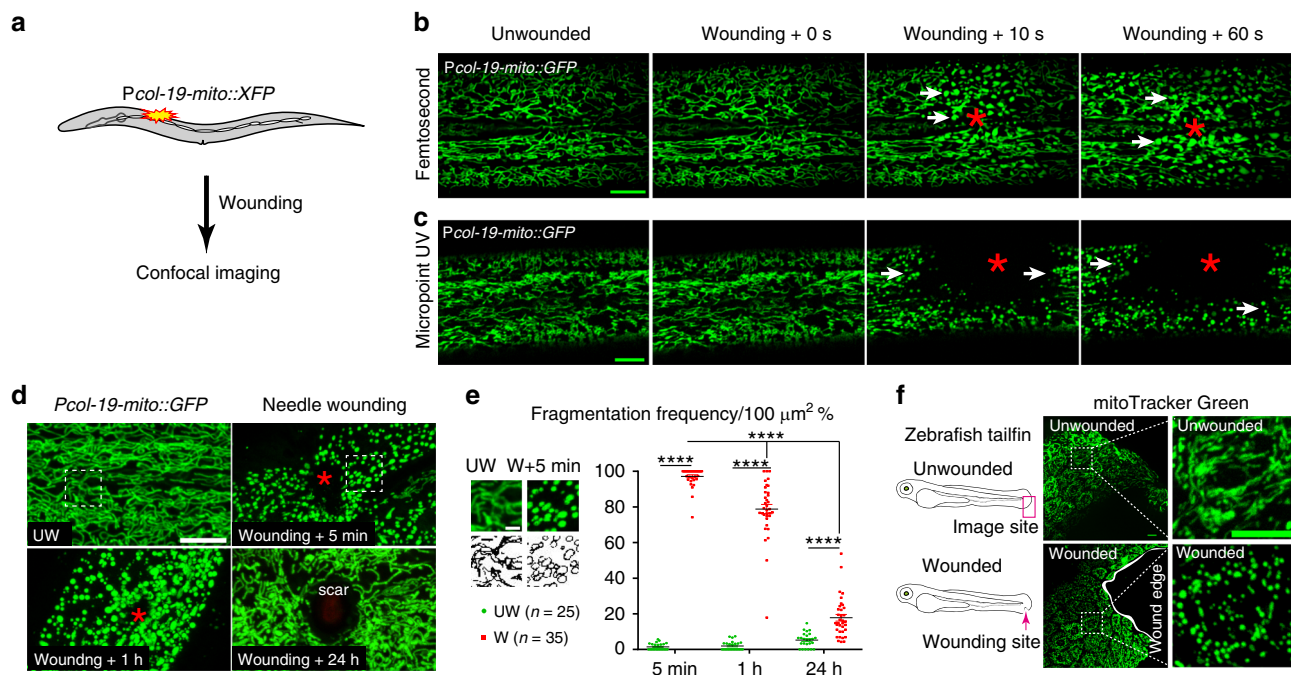 a
Pcol-19-mito::XFP
Wounding
Confocal imaging
b
Unwounded
Wounding + 0 s
Wounding + 10 s
Wounding + 60 s
Femtosecond
Pcol-19-mito::GFP
*
*
c
Micropoint UV
Pcol-19-mito::GFP
*
*
d
Pcol-19-mito::GFP
Needle wounding
UW
*
Wounding + 5 min
*
Woundng + 1 h
scar
Wounding + 24 h
e
Fragmentation frequency/100 μm² %
UW W+5 min
UW (n = 25)
W (n = 35)
****
****
****
****
100
80
60
40
20
0
5 min
1 h
24 h
f
mitoTracker Green
Zebrafish tailfin
Unwounded
Image site
Unwounded
Unwounded
Wounded
Wounding site
Wounded
Wound edge
Wounded